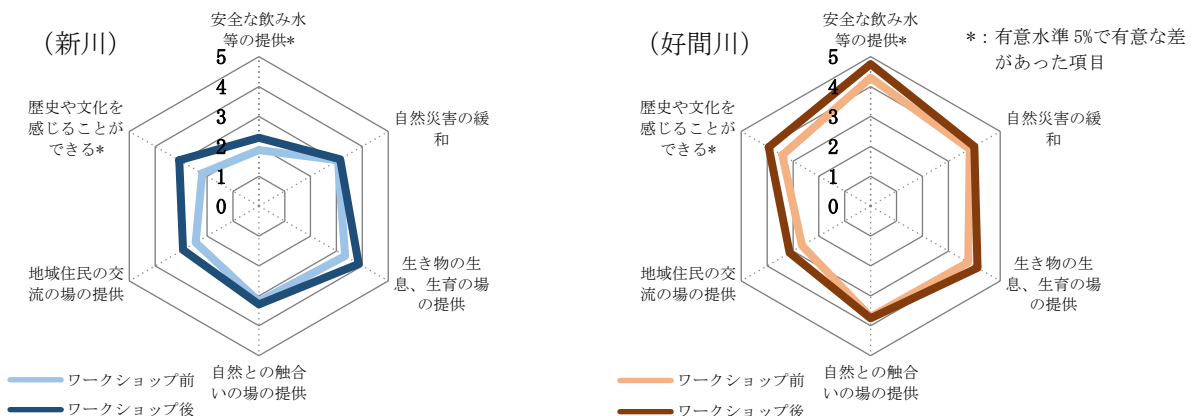 （新川）
安全な飲み水
等の提供*
自然災害の緩
和
生き物の生
息、生育の場
の提供
自然との触合
いの場の提供
地域住民の交
流の場の提供
歴史や文化を
感じることが
できる*
5
4
3
2
1
0
ワークショップ前
ワークショップ後
（好間川）
安全な飲み水
等の提供*
自然災害の緩
和
生き物の生
息、生育の場
の提供
自然との触合
いの場の提供
地域住民の交
流の場の提供
歴史や文化を
感じることが
できる*
5
4
3
2
1
0
ワークショップ前
ワークショップ後
*：有意水準 5%で有意な差
があった項目